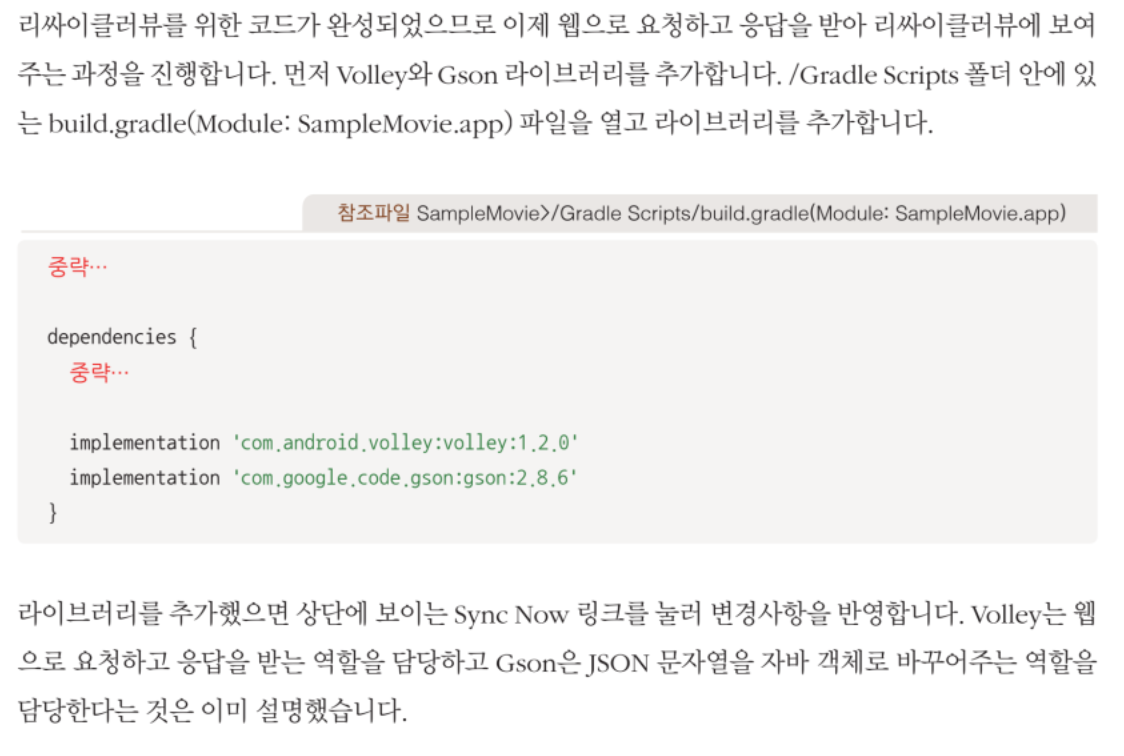 리싸이클러뷰를 위한 코드가 완성되었으므로 이제 웹으로 요청하고 응답을 받아 리싸이클러뷰에 보여
주는 과정을 진행합니다. 먼저 Volley와 Gson 라이브러리를 추가합니다. /Gradle Scripts 폴더 안에 있
는 build.gradle(Module: SampleMovie.app) 파일을 열고 라이브러리를 추가합니다.
참조파일 SampleMovie>/Gradle Scripts/build.gradle(Module: SampleMovie.app)
중략…
dependencies {
중략…
implementation 'com.android.volley:volley:1.2.0'
implementation 'com.google.code.gson:gson:2.8.6'
}
라이브러리를 추가했으면 상단에 보이는 Sync Now 링크를 눌러 변경사항을 반영합니다. Volley는 웹
으로 요청하고 응답을 받는 역할을 담당하고 Gson은 JSON 문자열을 자바 객체로 바꾸어주는 역할을
담당한다는 것은 이미 설명했습니다.